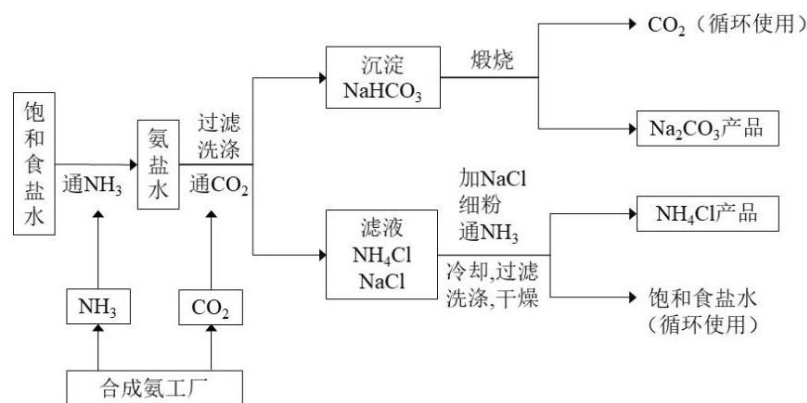 饱和食盐水
通NH₃
氨盐水
过滤
洗涤
通CO₂
NH₃
CO₂
合成氨工厂
沉淀
NaHCO₃
煅烧
CO₂（循环使用）
Na₂CO₃产品
滤液
NH₄Cl
NaCl
加NaCl
细粉
通NH₃
冷却,过滤
洗涤,干燥
NH₄Cl产品
饱和食盐水
（循环使用）